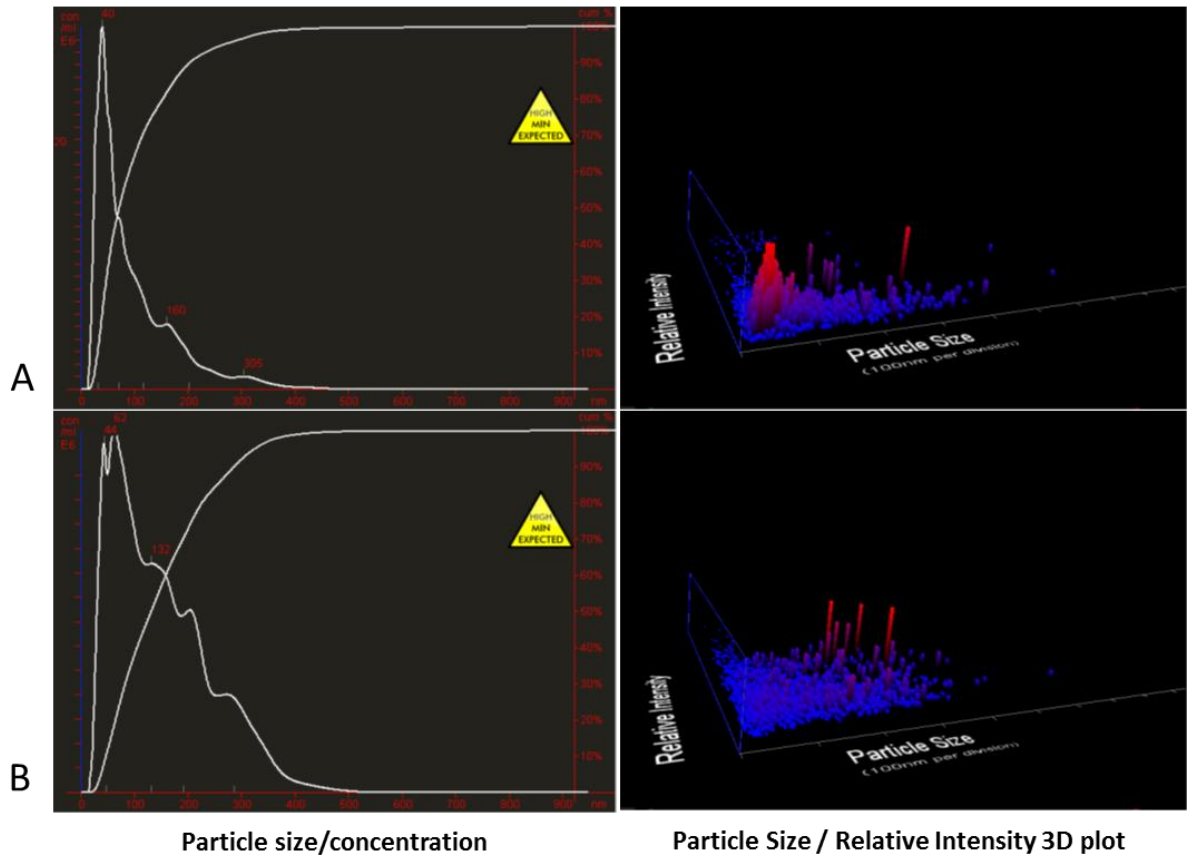 con
/ml
E6
40
cum %
100%
90%
80%
70%
60%
50%
40%
30%
20%
10%
20
160
305
HIGH
MIN
EXPECTED
0 100 200 300 400 500 600 700 800 900 nm
A
Relative Intensity
Particle Size
(100nm per division)
con
/ml
E6
44
62
132
cum %
100%
90%
80%
70%
60%
50%
40%
30%
20%
10%
HIGH
MIN
EXPECTED
0 100 200 300 400 500 600 700 800 900 nm
B
Relative Intensity
Particle Size
(100nm per division)
Particle size/concentration
Particle Size / Relative Intensity 3D plot